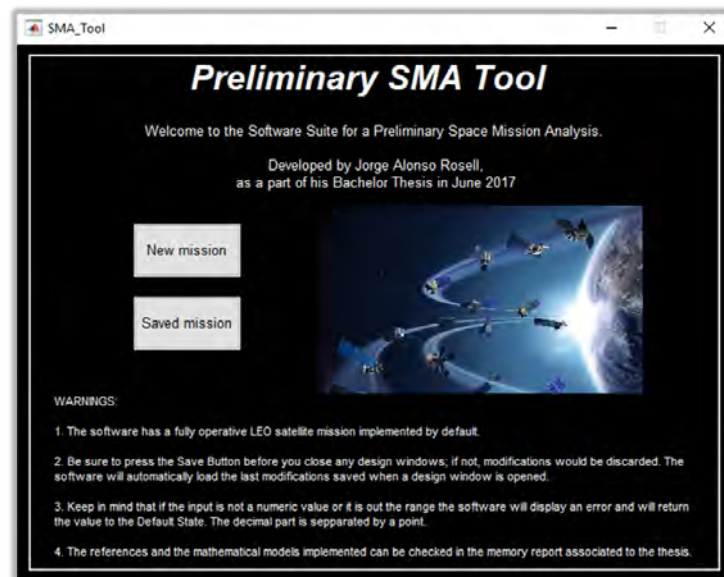 SMA_Tool
Preliminary SMA Tool
Welcome to the Software Suite for a Preliminary Space Mission Analysis.
Developed by Jorge Alonso Rosell,
as a part of his Bachelor Thesis in June 2017
New mission
Saved mission
WARNINGS:
1. The software has a fully operative LEO satellite mission implemented by default.
2. Be sure to press the Save Button before you close any design windows; if not, modifications would be discarded. The
software will automatically load the last modifications saved when a design window is opened.
3. Keep in mind that if the input is not a numeric value or it is out the range the software will display an error and will return
the value to the Default State. The decimal part is sepparated by a point.
4. The references and the mathematical models implemented can be checked in the memory report associated to the thesis.